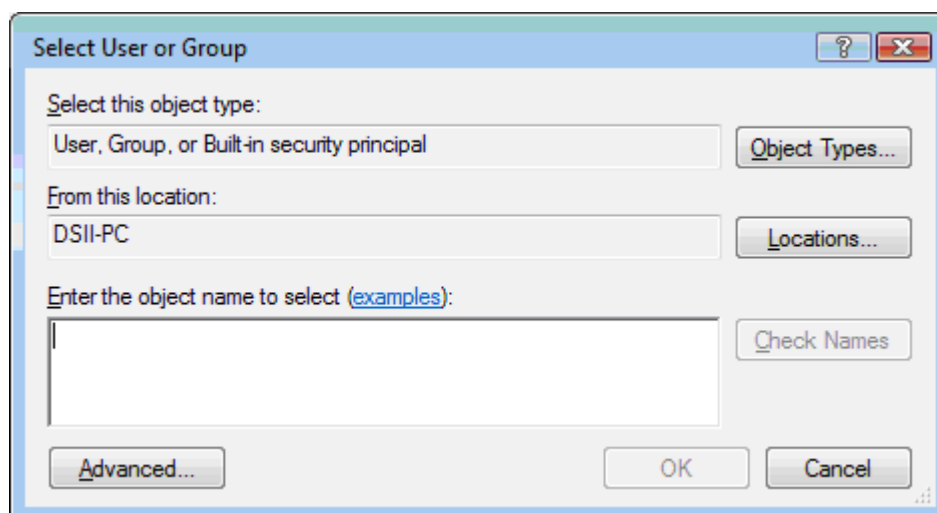 Select User or Group
Select this object type:
User, Group, or Built-in security principal
Object Types...
From this location:
DSII-PC
Locations...
Enter the object name to select (examples):
Check Names
Advanced...
OK
Cancel